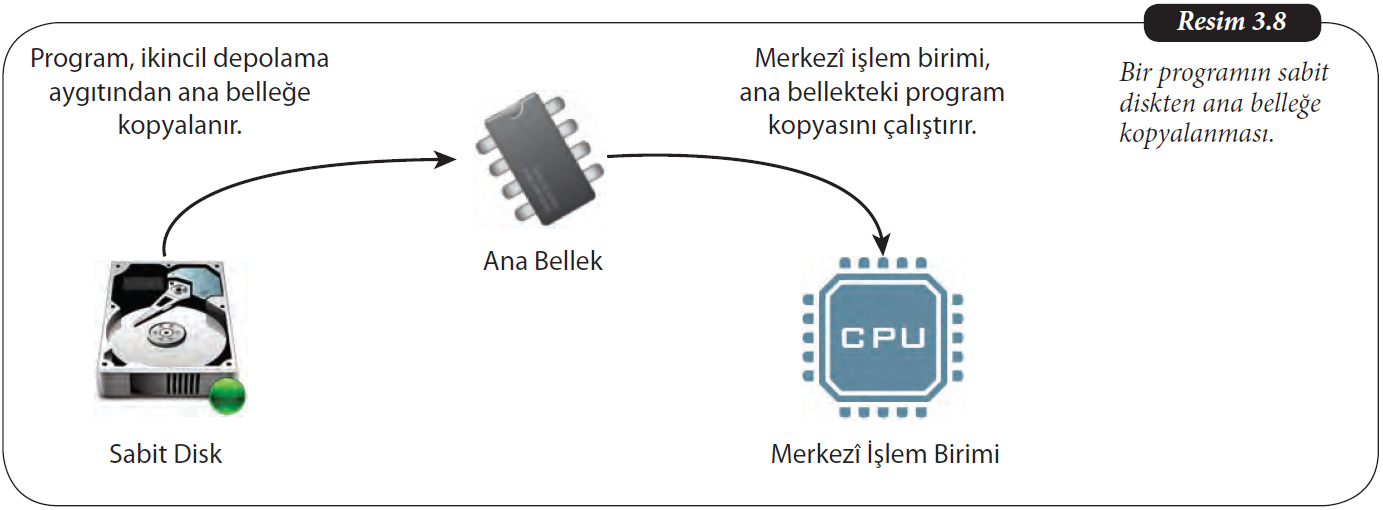 Resim 3.8
Bir programın sabit
diskten ana belleğe
kopyalanması.
Program, ikincil depolama
aygıtından ana belleğe
kopyalanır.
Merkezî işlem birimi,
ana bellekteki program
kopyasını çalıştırır.
Ana Bellek
CPU
Sabit Disk
Merkezî İşlem Birimi